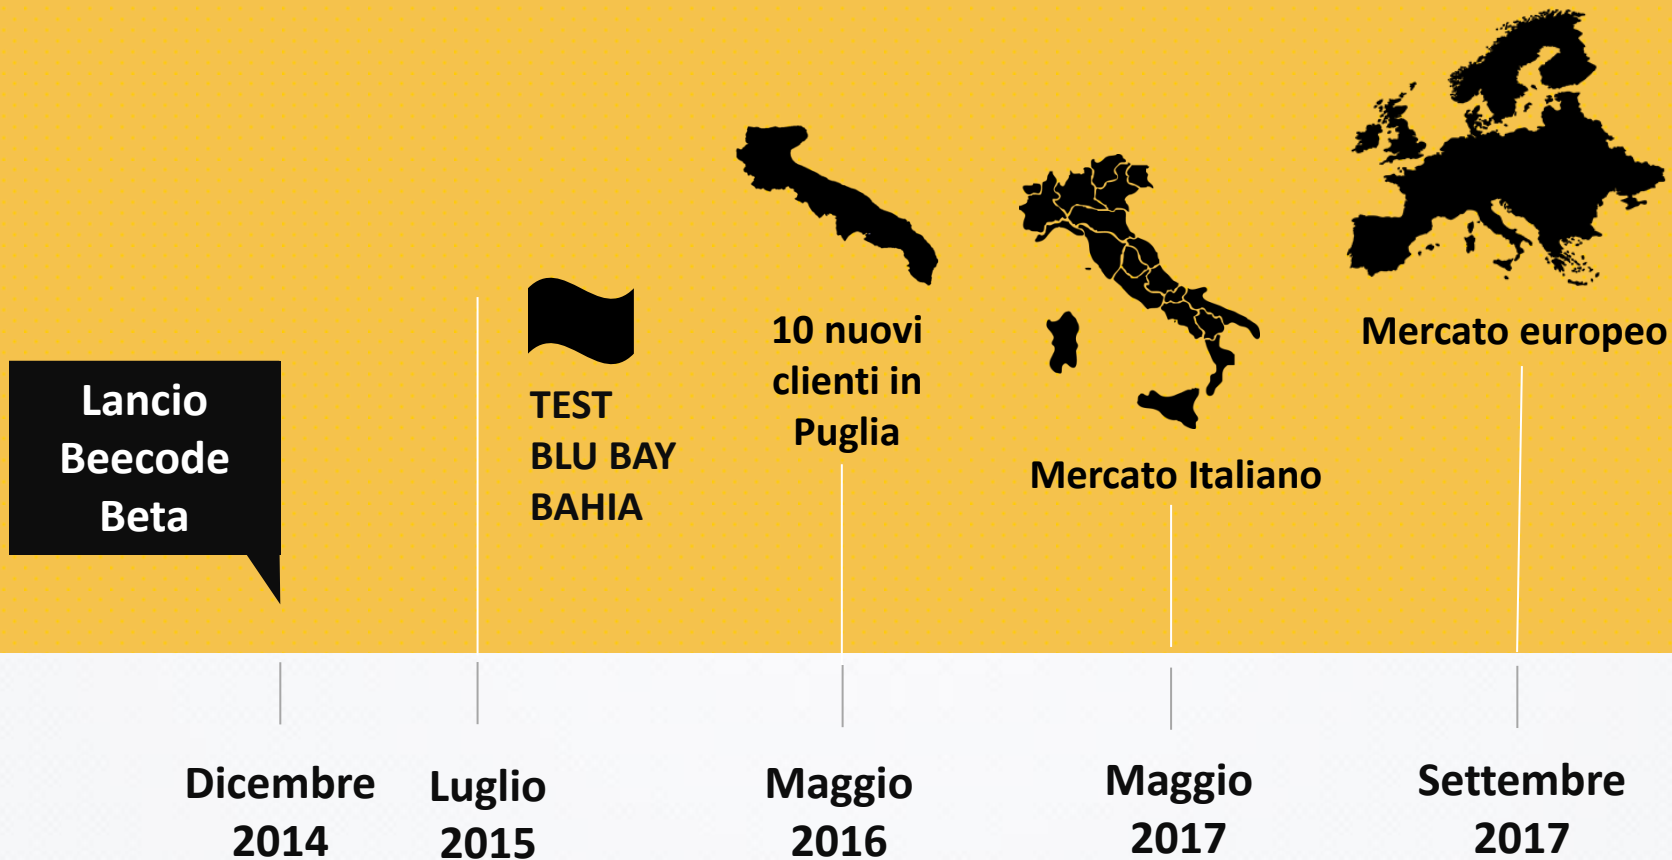 Lancio
Beecode
Beta
TEST
BLU BAY
BAHIA
10 nuovi
clienti in
Puglia
Mercato Italiano
Mercato europeo
Dicembre
2014
Luglio
2015
Maggio
2016
Maggio
2017
Settembre
2017